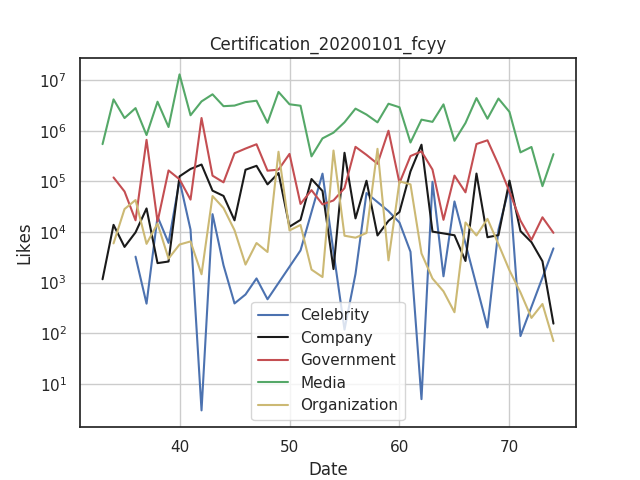 Certification_20200101_fcyy
Likes
10^7
10^6
10^5
10^4
10^3
10^2
10^1
Celebrity
Company
Government
Media
Organization
40 50 60 70
Date